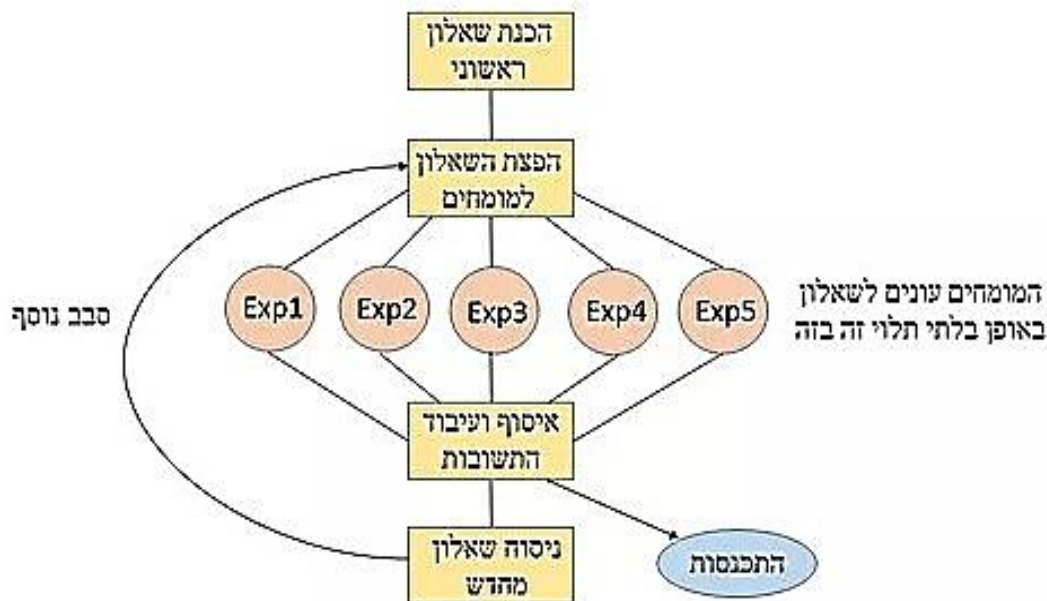 הכנת שאלון
ראשוני
הפצת השאלון
למומחים
Exp1
Exp2
Exp3
Exp4
Exp5
המומחים עונים לשאלון
באופן בלתי תלוי זה בזה
סבב נוסף
איסוף ועיבוד
התשובות
ניסוח שאלון
מחדש
התכנסות